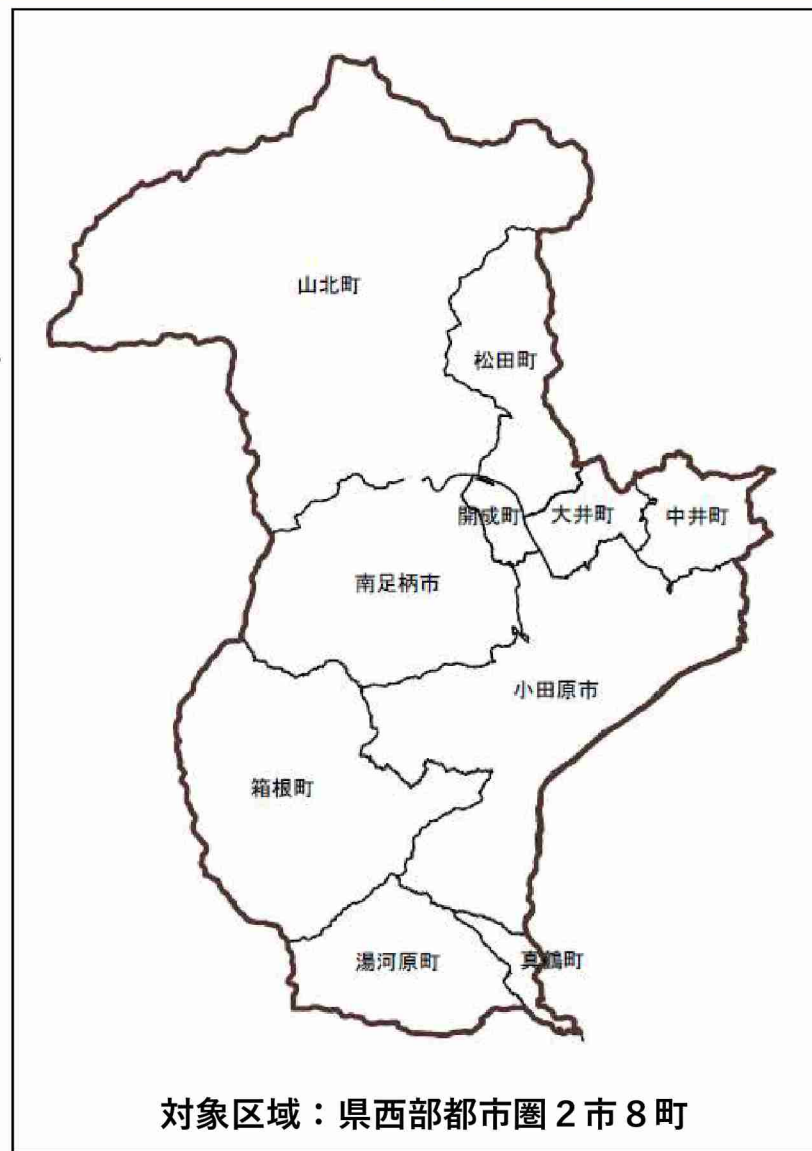 山北町
松田町
開成町
大井町
中井町
南足柄市
小田原市
箱根町
湯河原町
真鶴町
対象区域：県西部都市圏２市８町